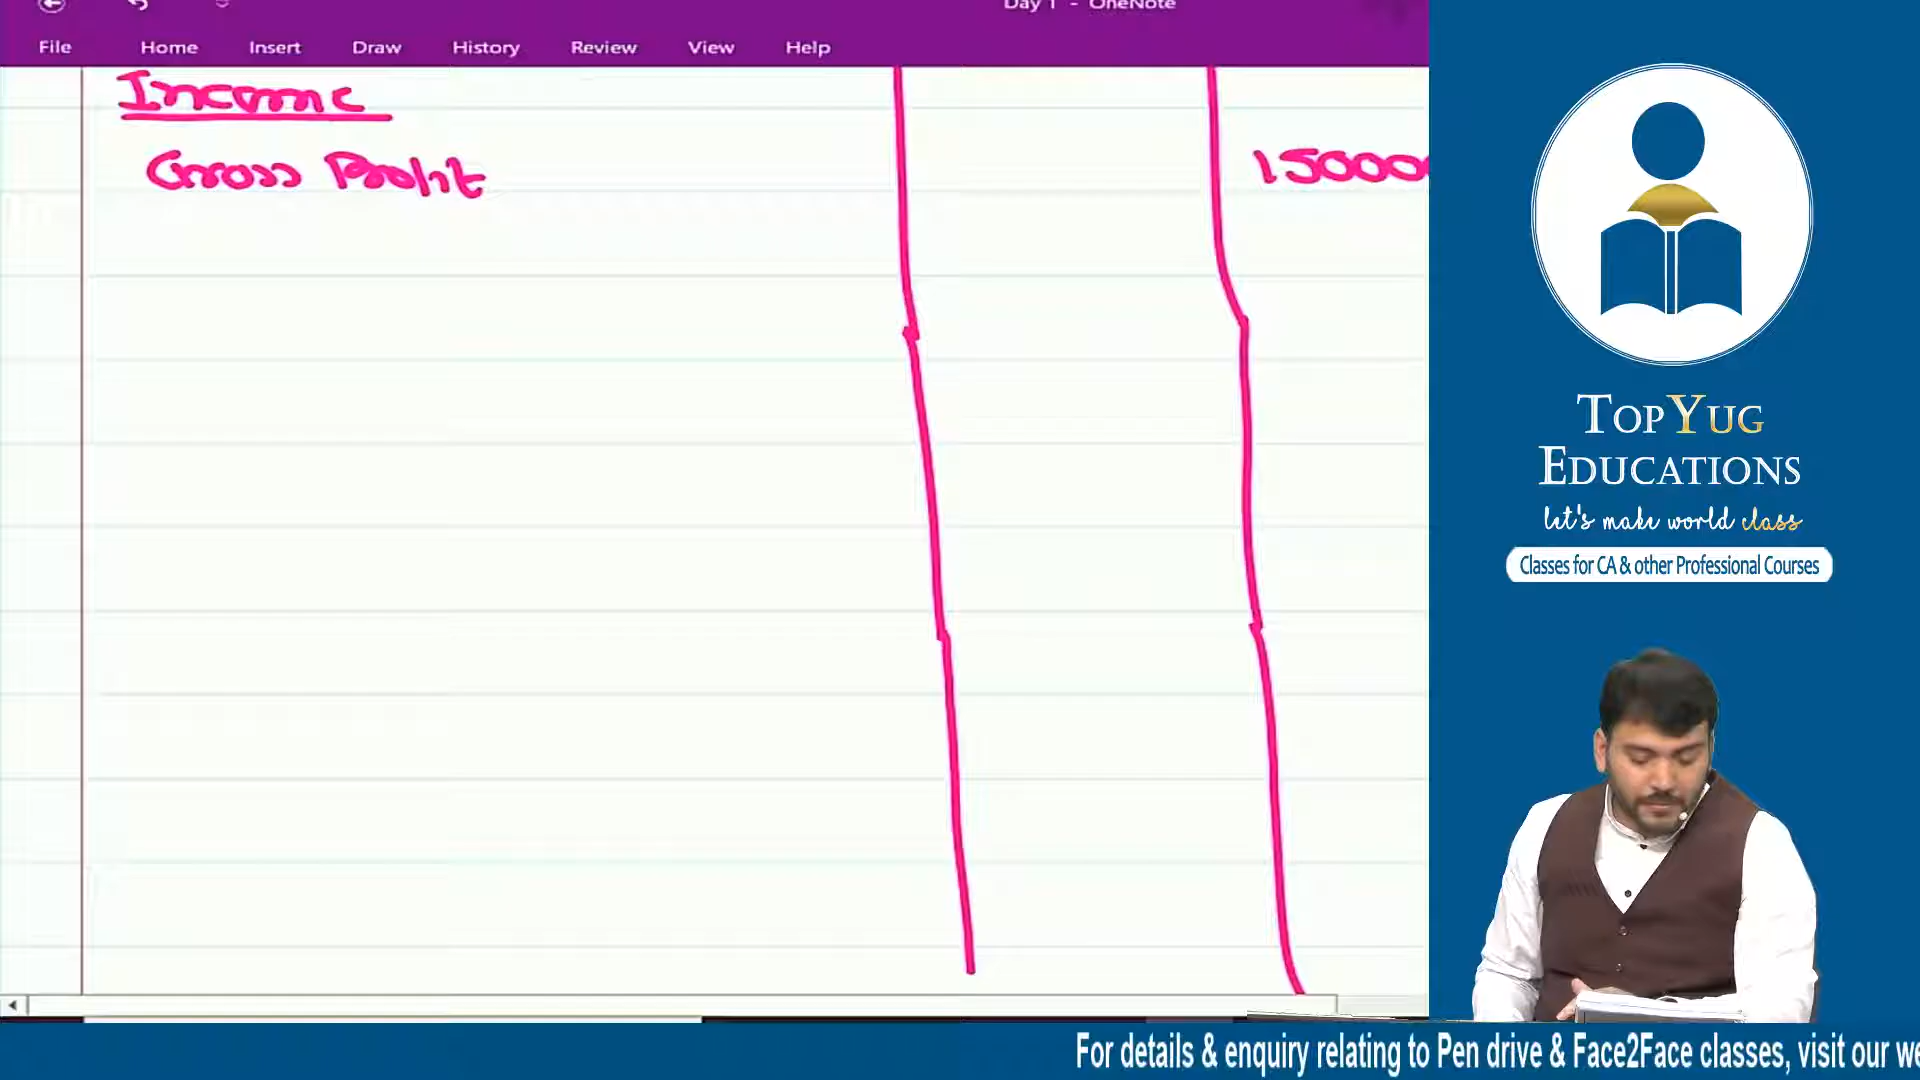 Day 1 - OneNote
File Home Insert Draw History Review View Help
Income
Gross Profit 15000
TOPYUG
EDUCATIONS
let's make world class
Classes for CA & other Professional Courses
For details & enquiry relating to Pen drive & Face2Face classes, visit our we